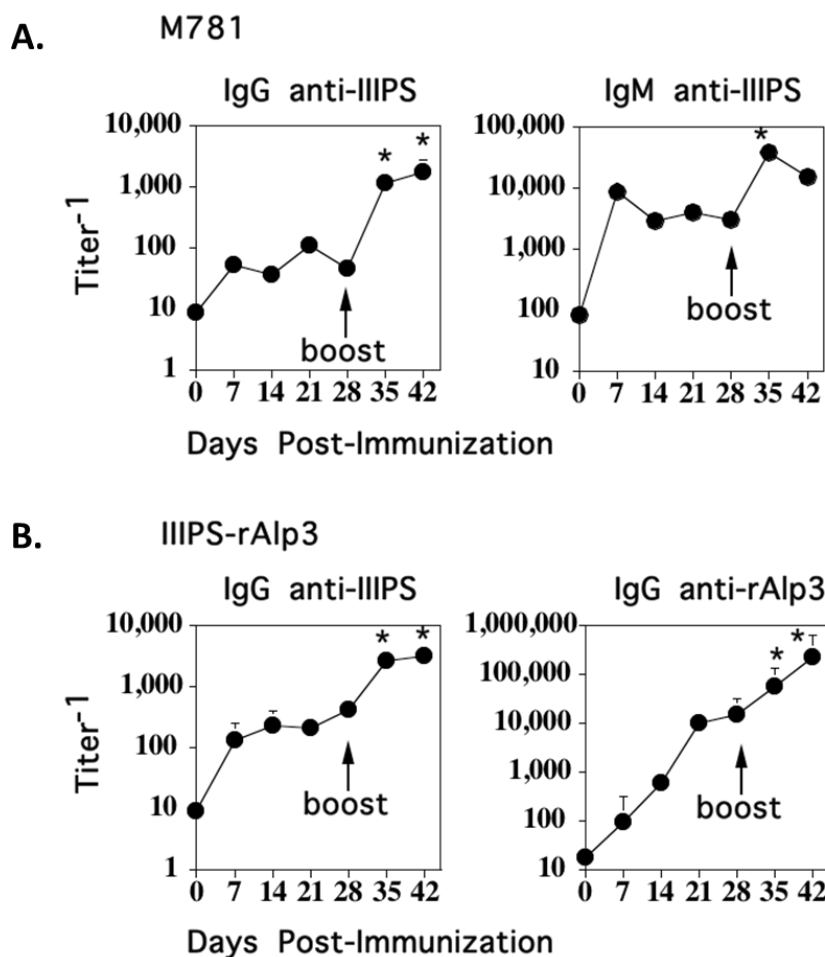 A.
M781
IgG anti-IIIPS
IgM anti-IIIPS
10,000
1,000
100
10
1
Titer-1
* *
boost
0 7 14 21 28 35 42
100,000
10,000
1,000
100
10
*
boost
0 7 14 21 28 35 42
Days Post-Immunization
B.
IIIPS-rAlp3
IgG anti-IIIPS
IgG anti-rAlp3
10,000
1,000
100
10
1
Titer-1
* *
boost
0 7 14 21 28 35 42
1,000,000
100,000
10,000
1,000
100
10
* *
boost
0 7 14 21 28 35 42
Days Post-Immunization